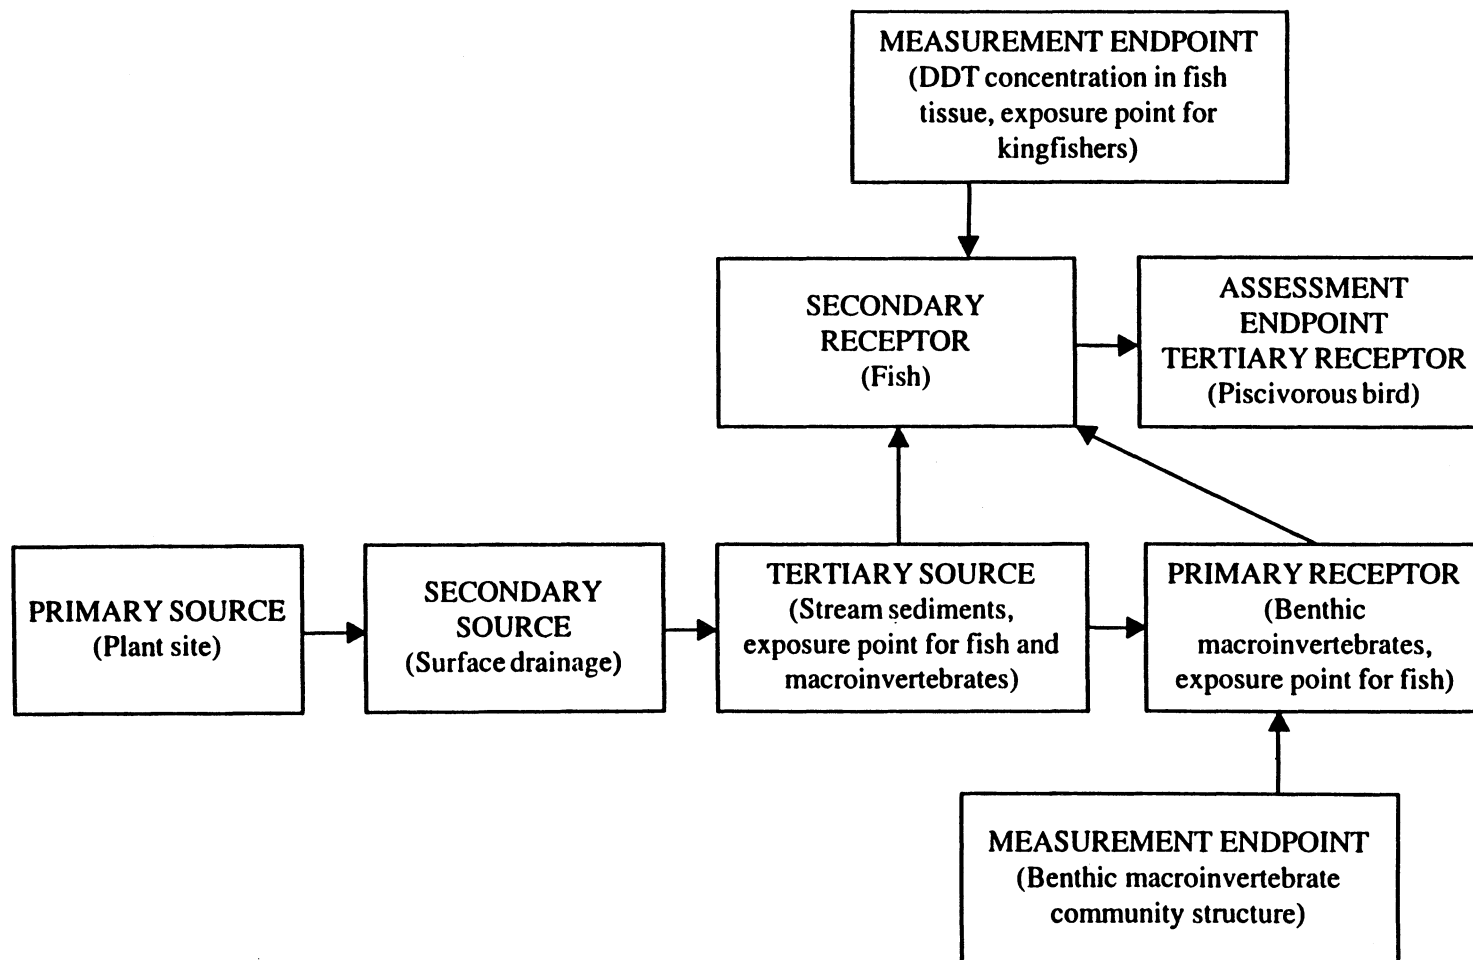 MEASUREMENT ENDPOINT
(DDT concentration in fish
tissue, exposure point for
kingfishers)
SECONDARY
RECEPTOR
(Fish)
ASSESSMENT
ENDPOINT
TERTIARY RECEPTOR
(Piscivorous bird)
PRIMARY SOURCE
(Plant site)
SECONDARY
SOURCE
(Surface drainage)
TERTIARY SOURCE
(Stream sediments,
exposure point for fish and
macroinvertebrates)
PRIMARY RECEPTOR
(Benthic
macroinvertebrates,
exposure point for fish)
MEASUREMENT ENDPOINT
(Benthic macroinvertebrate
community structure)